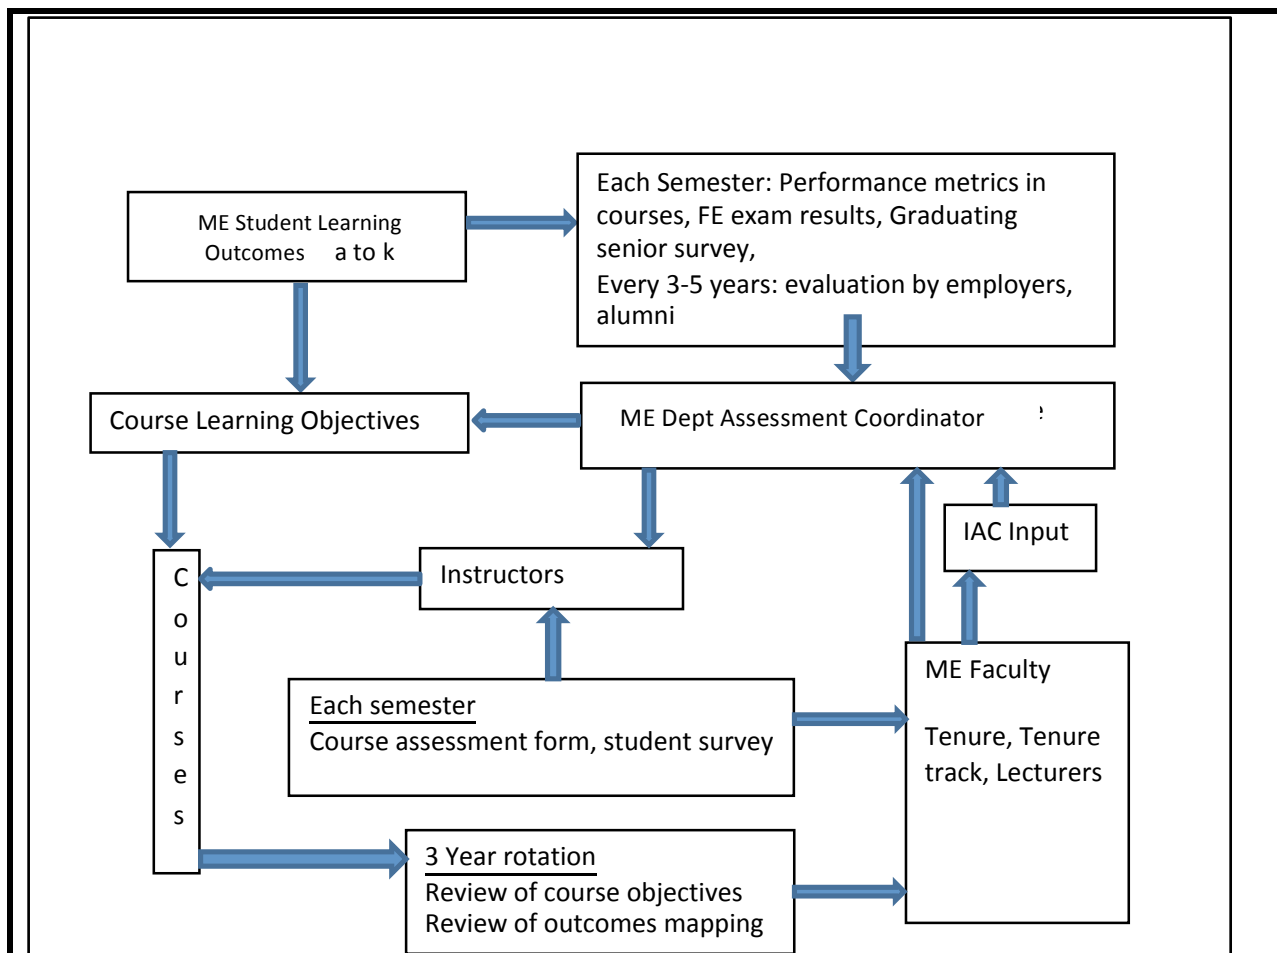 ME Student Learning
Outcomes a to k
Each Semester: Performance metrics in
courses, FE exam results, Graduating
senior survey,
Every 3-5 years: evaluation by employers,
alumni
Course Learning Objectives
ME Dept Assessment Coordinator
IAC Input
C
o
u
r
s
e
s
Instructors
ME Faculty
Tenure, Tenure
track, Lecturers
Each semester
Course assessment form, student survey
3 Year rotation
Review of course objectives
Review of outcomes mapping